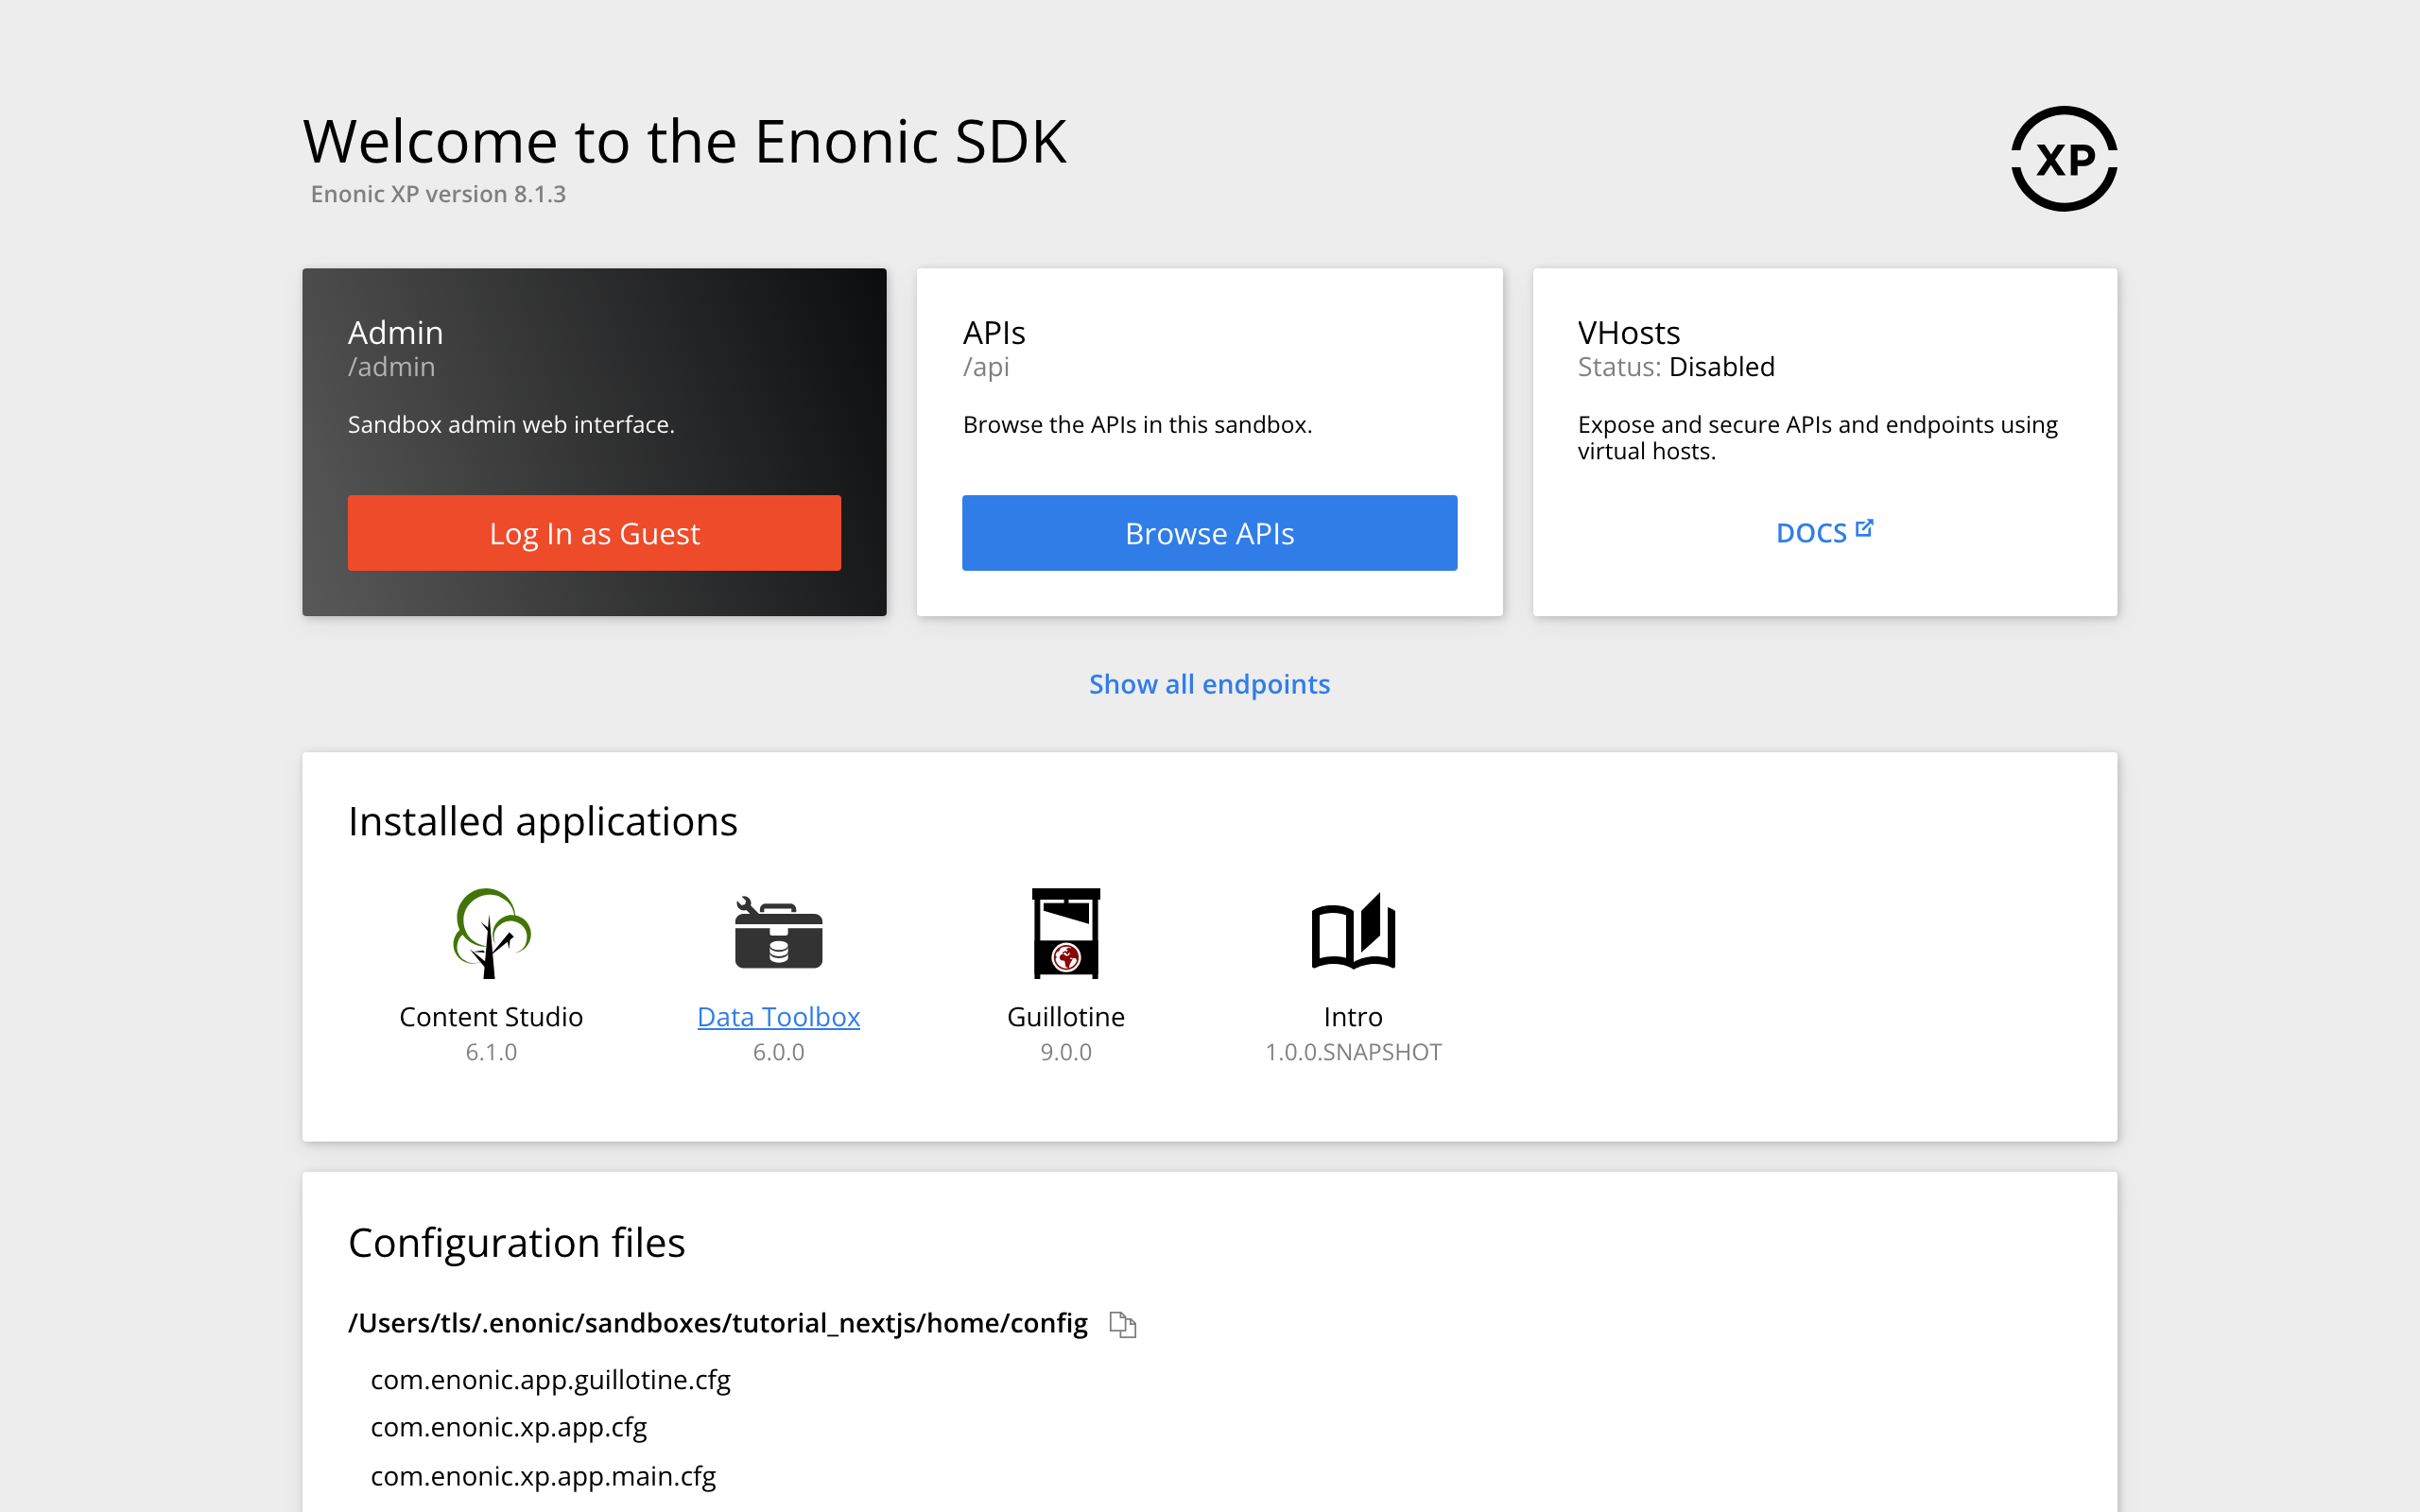 Welcome to the Enonic SDK
Enonic XP version 8.1.3
XP
Admin
/admin
Sandbox admin web interface.
Log In as Guest
APIs
/api
Browse the APIs in this sandbox.
Browse APIs
VHosts
Status: Disabled
Expose and secure APIs and endpoints using
virtual hosts.
DOCS
Show all endpoints
Installed applications
Content Studio
6.1.0
Data Toolbox
6.0.0
Guillotine
9.0.0
Intro
1.0.0.SNAPSHOT
Configuration files
/Users/tls/.enonic/sandboxes/tutorial_nextjs/home/config
com.enonic.app.guillotine.cfg
com.enonic.xp.app.cfg
com.enonic.xp.app.main.cfg